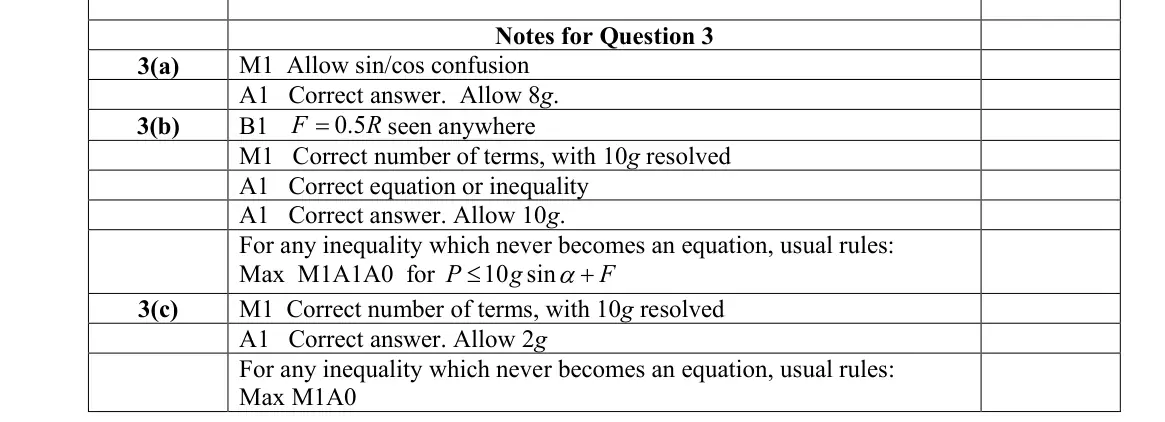 Notes for Question 3
3(a) M1 Allow sin/cos confusion
A1 Correct answer. Allow 8g.
3(b) B1 F = 0.5R seen anywhere
M1 Correct number of terms, with 10g resolved
A1 Correct equation or inequality
A1 Correct answer. Allow 10g.
For any inequality which never becomes an equation, usual rules:
Max M1A1A0 for P ≤ 10g sin α + F
3(c) M1 Correct number of terms, with 10g resolved
A1 Correct answer. Allow 2g
For any inequality which never becomes an equation, usual rules:
Max M1A0